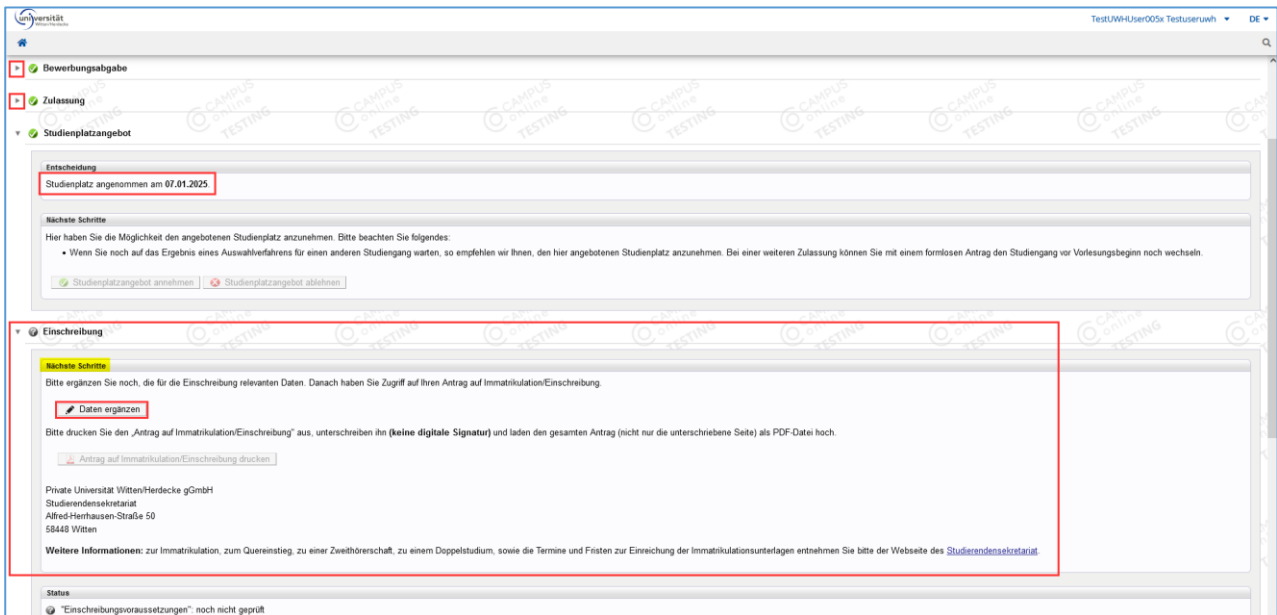 universität
Witten/Herdecke
TestUWHUser005x Testuseruwh
DE
Bewerbungsabgabe
Zulassung
Studienplatzangebot
Entscheidung
Studienplatz angenommen am 07.01.2025.
Nächste Schritte
Hier haben Sie die Möglichkeit den angebotenen Studienplatz anzunehmen. Bitte beachten Sie folgendes:
• Wenn Sie noch auf das Ergebnis eines Auswahlverfahrens für einen anderen Studiengang warten, so empfehlen wir Ihnen, den hier angebotenen Studienplatz anzunehmen. Bei einer weiteren Zulassung können Sie mit einem formlosen Antrag den Studiengang vor Vorlesungsbeginn noch wechseln.
Studienplatzangebot annehmen Studienplatzangebot ablehnen
Einschreibung
Nächste Schritte
Bitte ergänzen Sie noch, die für die Einschreibung relevanten Daten. Danach haben Sie Zugriff auf Ihren Antrag auf Immatrikulation/Einschreibung.
Daten ergänzen
Bitte drucken Sie den „Antrag auf Immatrikulation/Einschreibung" aus, unterschreiben ihn (keine digitale Signatur) und laden den gesamten Antrag (nicht nur die unterschriebene Seite) als PDF-Datei hoch.
Antrag auf Immatrikulation/Einschreibung drucken
Private Universität Witten/Herdecke gGmbH
Studierendensekretariat
Alfred-Herrhausen-Straße 50
58448 Witten
Weitere Informationen: zur Immatrikulation, zum Quereinstieg, zu einer Zweithörerschaft, zu einem Doppelstudium, sowie die Termine und Fristen zur Einreichung der Immatrikulationsunterlagen entnehmen Sie bitte der Webseite des Studierendensekretariat.
Status
"Einschreibungsvoraussetzungen": noch nicht geprüft
CAMPUS online TESTING